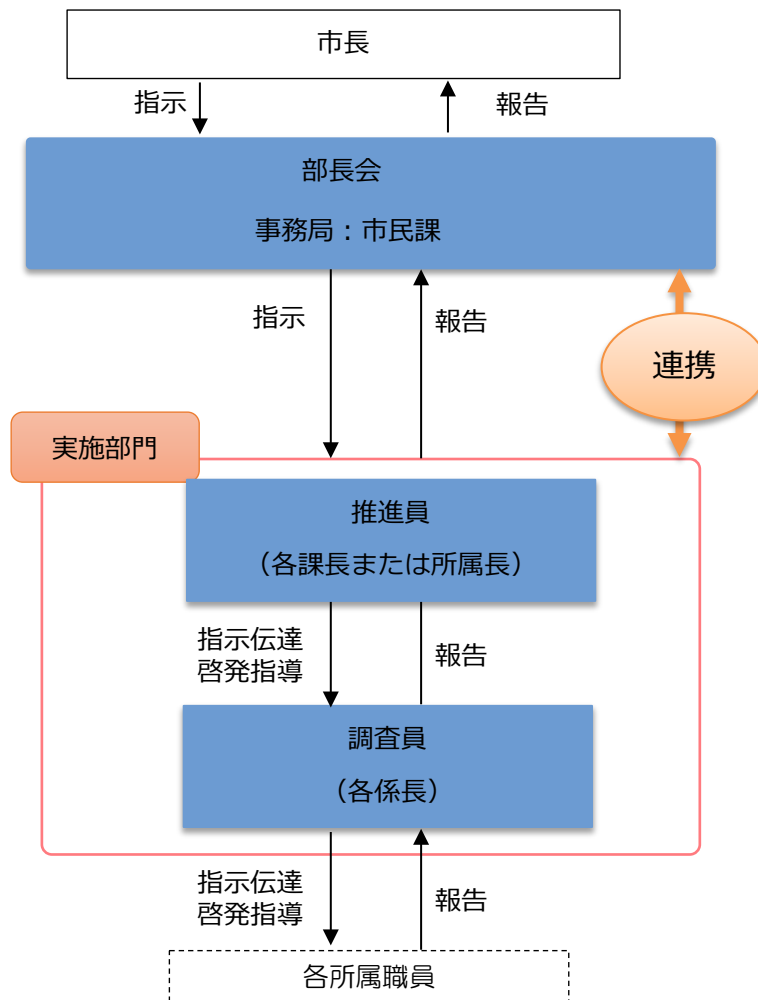 市長
指示
報告
部長会
事務局：市民課
指示
報告
連携
実施部門
推進員
（各課長または所属長）
指示伝達
啓発指導
報告
調査員
（各係長）
指示伝達
啓発指導
報告
各所属職員